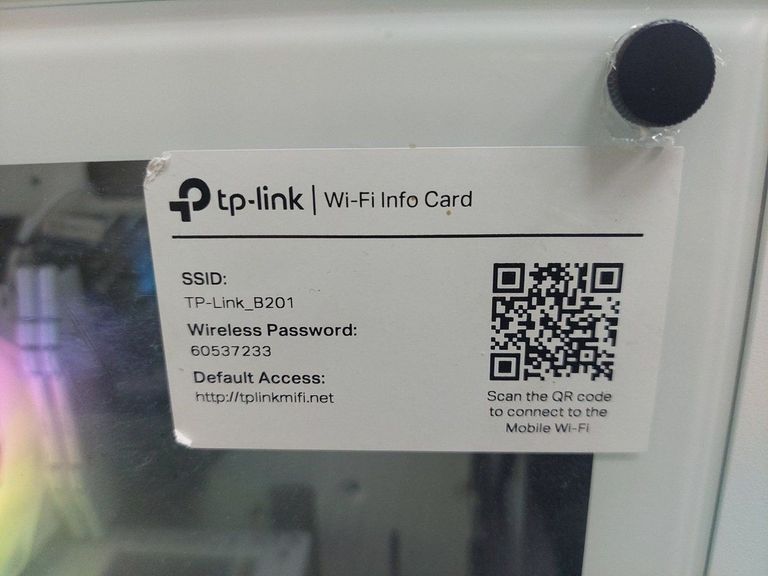 tp-link | Wi-Fi Info Card
SSID:
TP-Link_B201
Wireless Password:
60537233
Default Access:
http://tplinkmifi.net
Scan the QR code
to connect to the
Mobile Wi-Fi